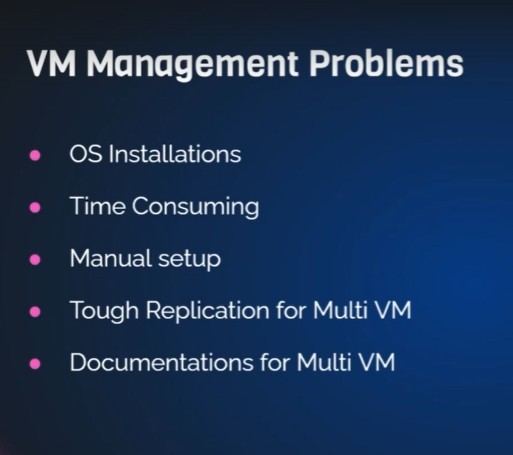 VM Management Problems
OS Installations
Time Consuming
Manual setup
Tough Replication for Multi VM
Documentations for Multi VM